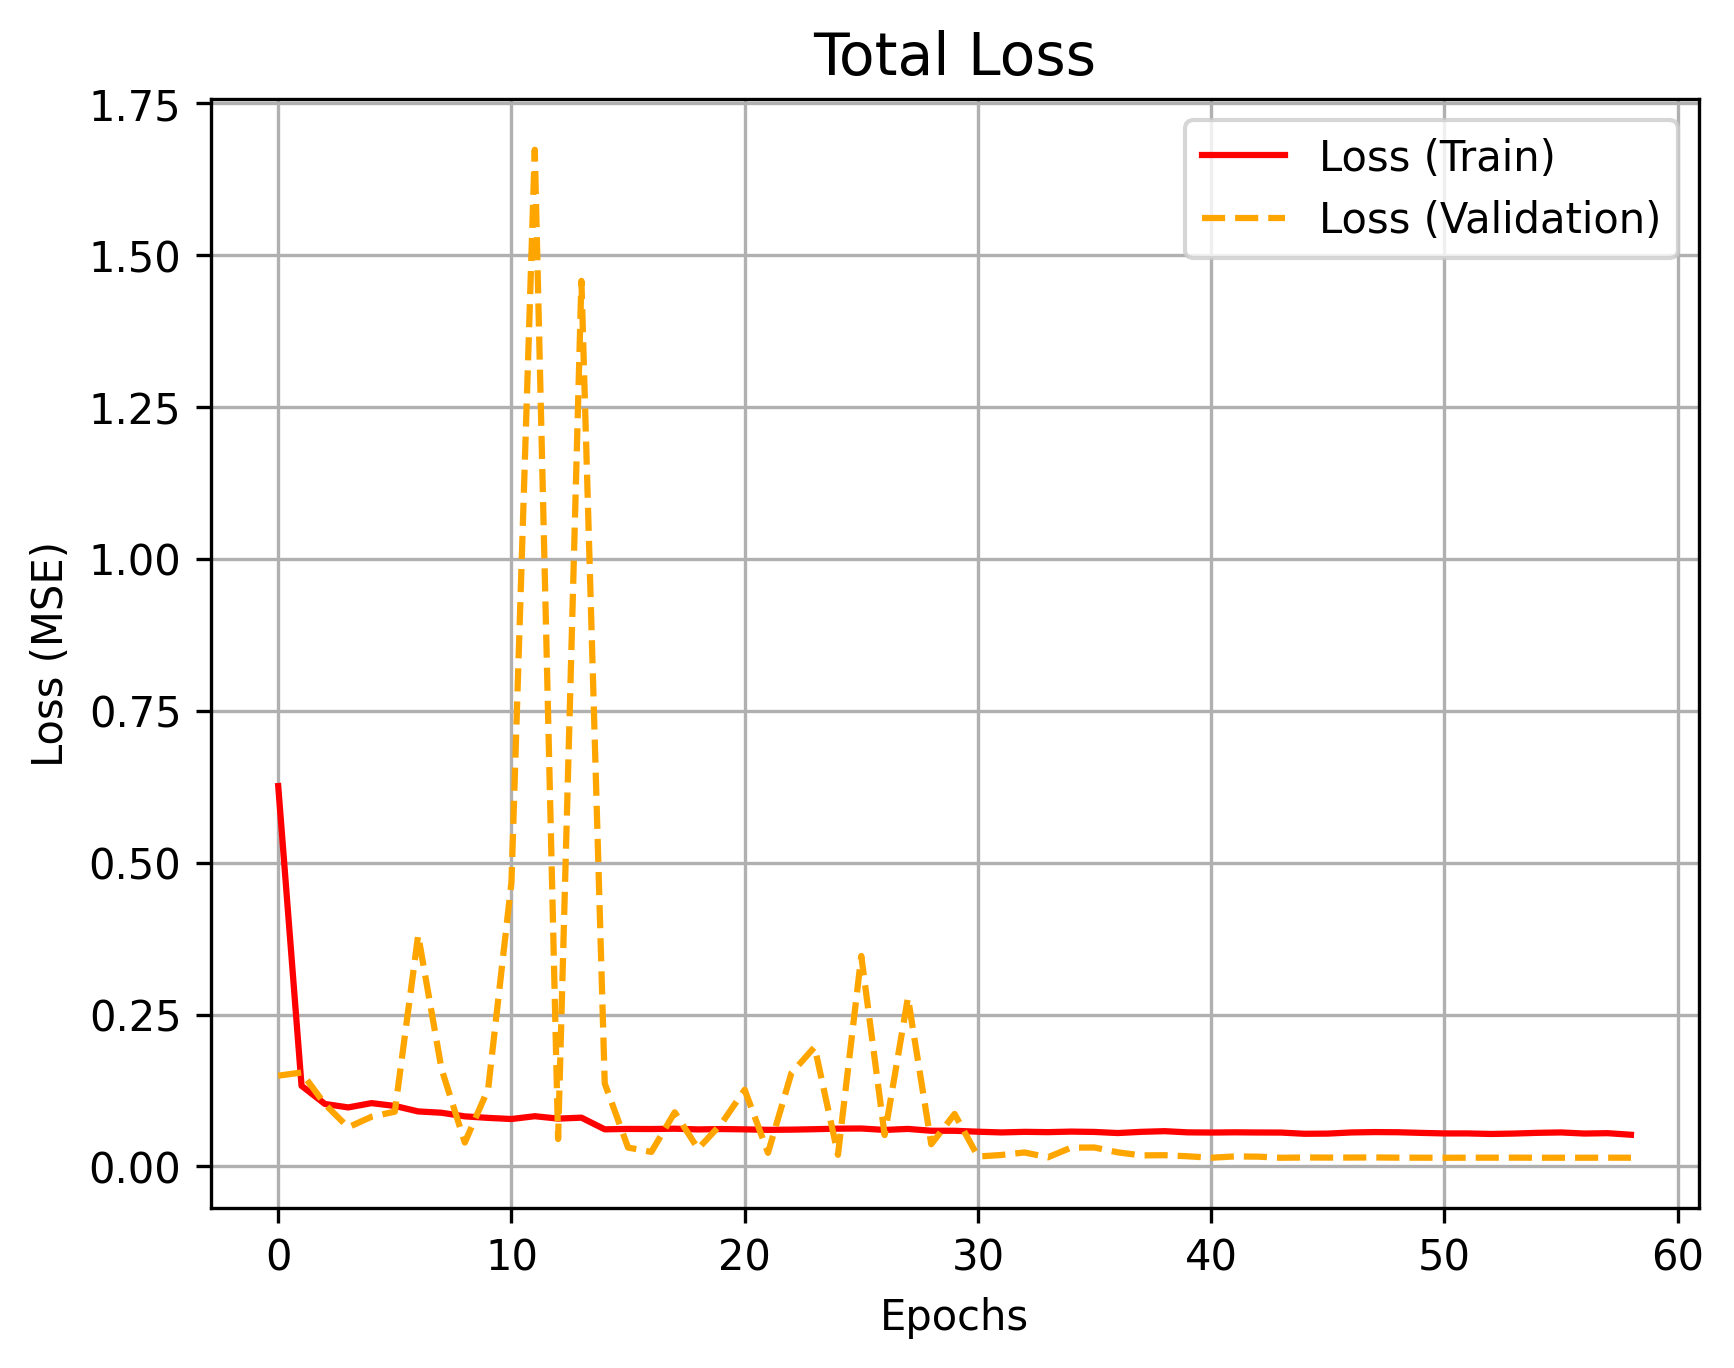 Total Loss
1.75
1.50
1.25
1.00
0.75
0.50
0.25
0.00
Loss (MSE)
Loss (Train)
Loss (Validation)
0 10 20 30 40 50 60
Epochs